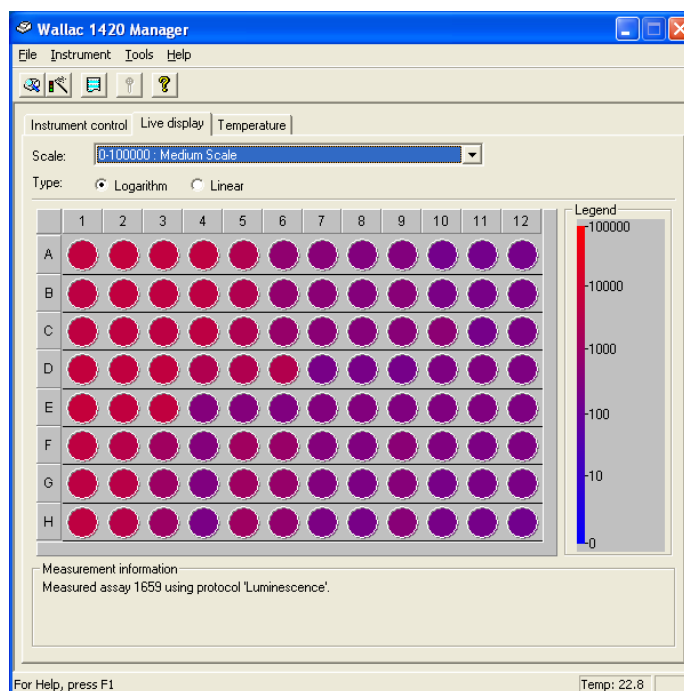 Wallac 1420 Manager
File Instrument Tools Help
Instrument control Live display Temperature
Scale: 0-100000 : Medium Scale
Type: Logarithm Linear
Legend
1 2 3 4 5 6 7 8 9 10 11 12
A
B
C
D
E
F
G
H
100000
10000
1000
100
10
0
Measurement information
Measured assay 1659 using protocol 'Luminescence'.
For Help, press F1 Temp: 22.8